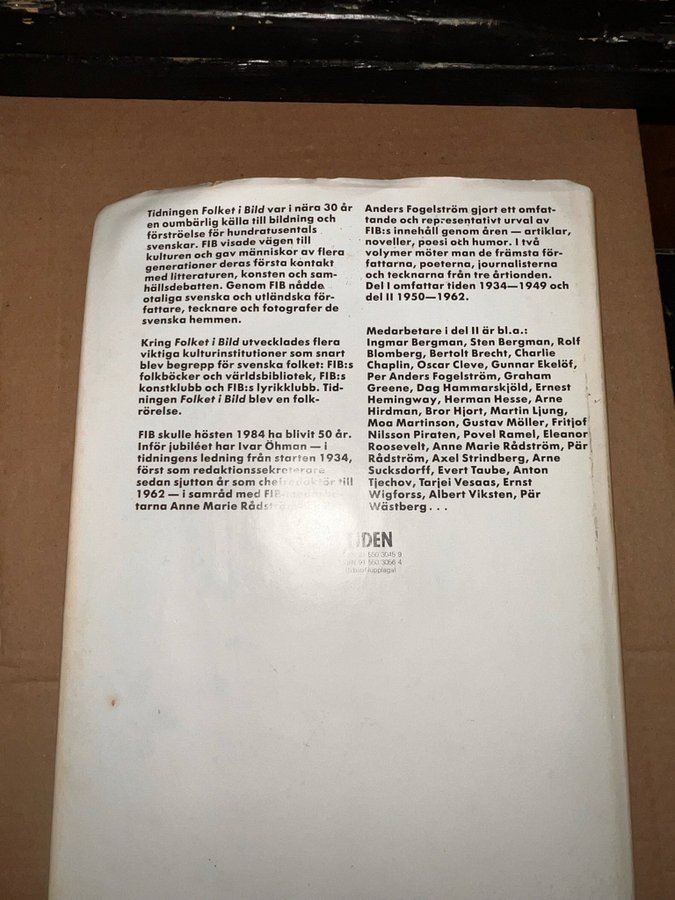 Tidningen Folket i Bild var i nära 30 år
en oumbärlig källa till bildning och
förströelse för hundratusentals
svenskar. FIB visade vägen till
kulturen och gav människor av flera
generationer deras första kontakt
med litteraturen, konsten och sam-
hällsdebatten. Genom FIB nådde
otaliga svenska och utländska för-
fattare, tecknare och fotografer de
svenska hemmen.
Kring Folket i Bild utvecklades flera
viktiga kulturinstitutioner som snart
blev begrepp för svenska folket: FIB:s
folkböcker och världsbibliotek, FIB:s
konstklubb och FIB:s lyrikklubb. Tid-
ningen Folket i Bild blev en folk-
rörelse.
FIB skulle hösten 1984 ha blivit 50 år.
Inför jubiléet har Ivar Öhman — i
tidningens ledning från starten 1934,
först som redaktionssekreterare
sedan sjutton år som chefredaktör till
1962 — i samråd med FIB-medarbe-
tarna Anne Marie Rådström
Anders Fogelström gjort ett omfat-
tande och representativt urval av
FIB:s innehåll genom åren — artiklar,
noveller, poesi och humor. I två
volymer möter man de främsta för-
fattarna, poeterna, journalisterna
och tecknarna från tre årtionden.
Del I omfattar tiden 1934—1949 och
del II 1950—1962.
Medarbetare i del II är bl.a.:
Ingmar Bergman, Sten Bergman, Rolf
Blomberg, Bertolt Brecht, Charlie
Chaplin, Oscar Cleve, Gunnar Ekelöf,
Per Anders Fogelström, Graham
Greene, Dag Hammarskjöld, Ernest
Hemingway, Herman Hesse, Arne
Hirdman, Bror Hjort, Martin Ljung,
Moa Martinson, Gustav Möller, Fritjof
Nilsson Piraten, Povel Ramel, Eleanor
Roosevelt, Anne Marie Rådström, Pär
Rådström, Axel Strindberg, Arne
Sucksdorff, Evert Taube, Anton
Tjechov, Tarjei Vesaas, Ernst
Wigforss, Albert Viksten, Pär
Wästberg . . .
TIDEN